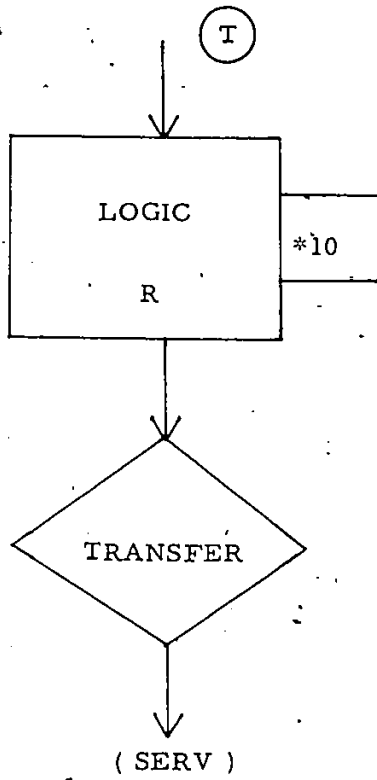 T
LOGIC
*10
R
TRANSFER
( SERV )